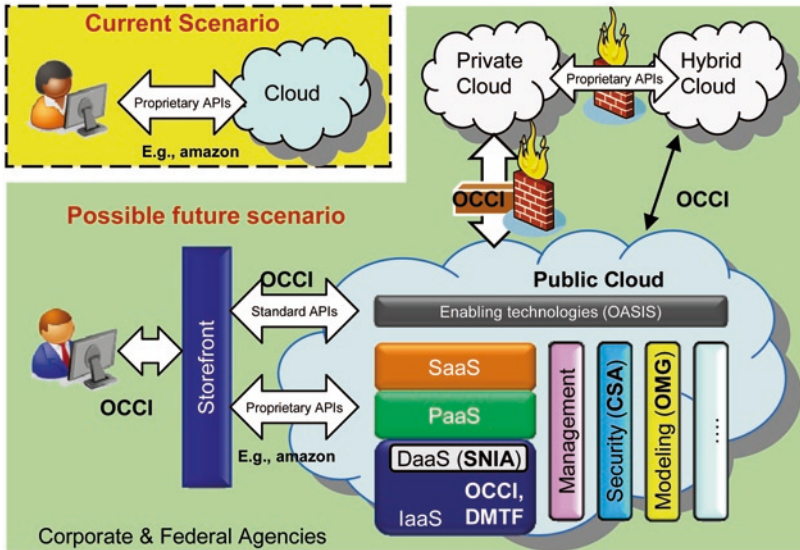 Current Scenario
Proprietary APIs
Cloud
E.g., amazon
Private
Cloud
Proprietary APIs
Hybrid
Cloud
OCCI
OCCI
Possible future scenario
OCCI
Storefront
OCCI
Standard APIs
Proprietary APIs
E.g., amazon
Public Cloud
Enabling technologies (OASIS)
SaaS
PaaS
DaaS (SNIA)
OCCI,
IaaS DMTF
Management
Security (CSA)
Modeling (OMG)
....
Corporate & Federal Agencies